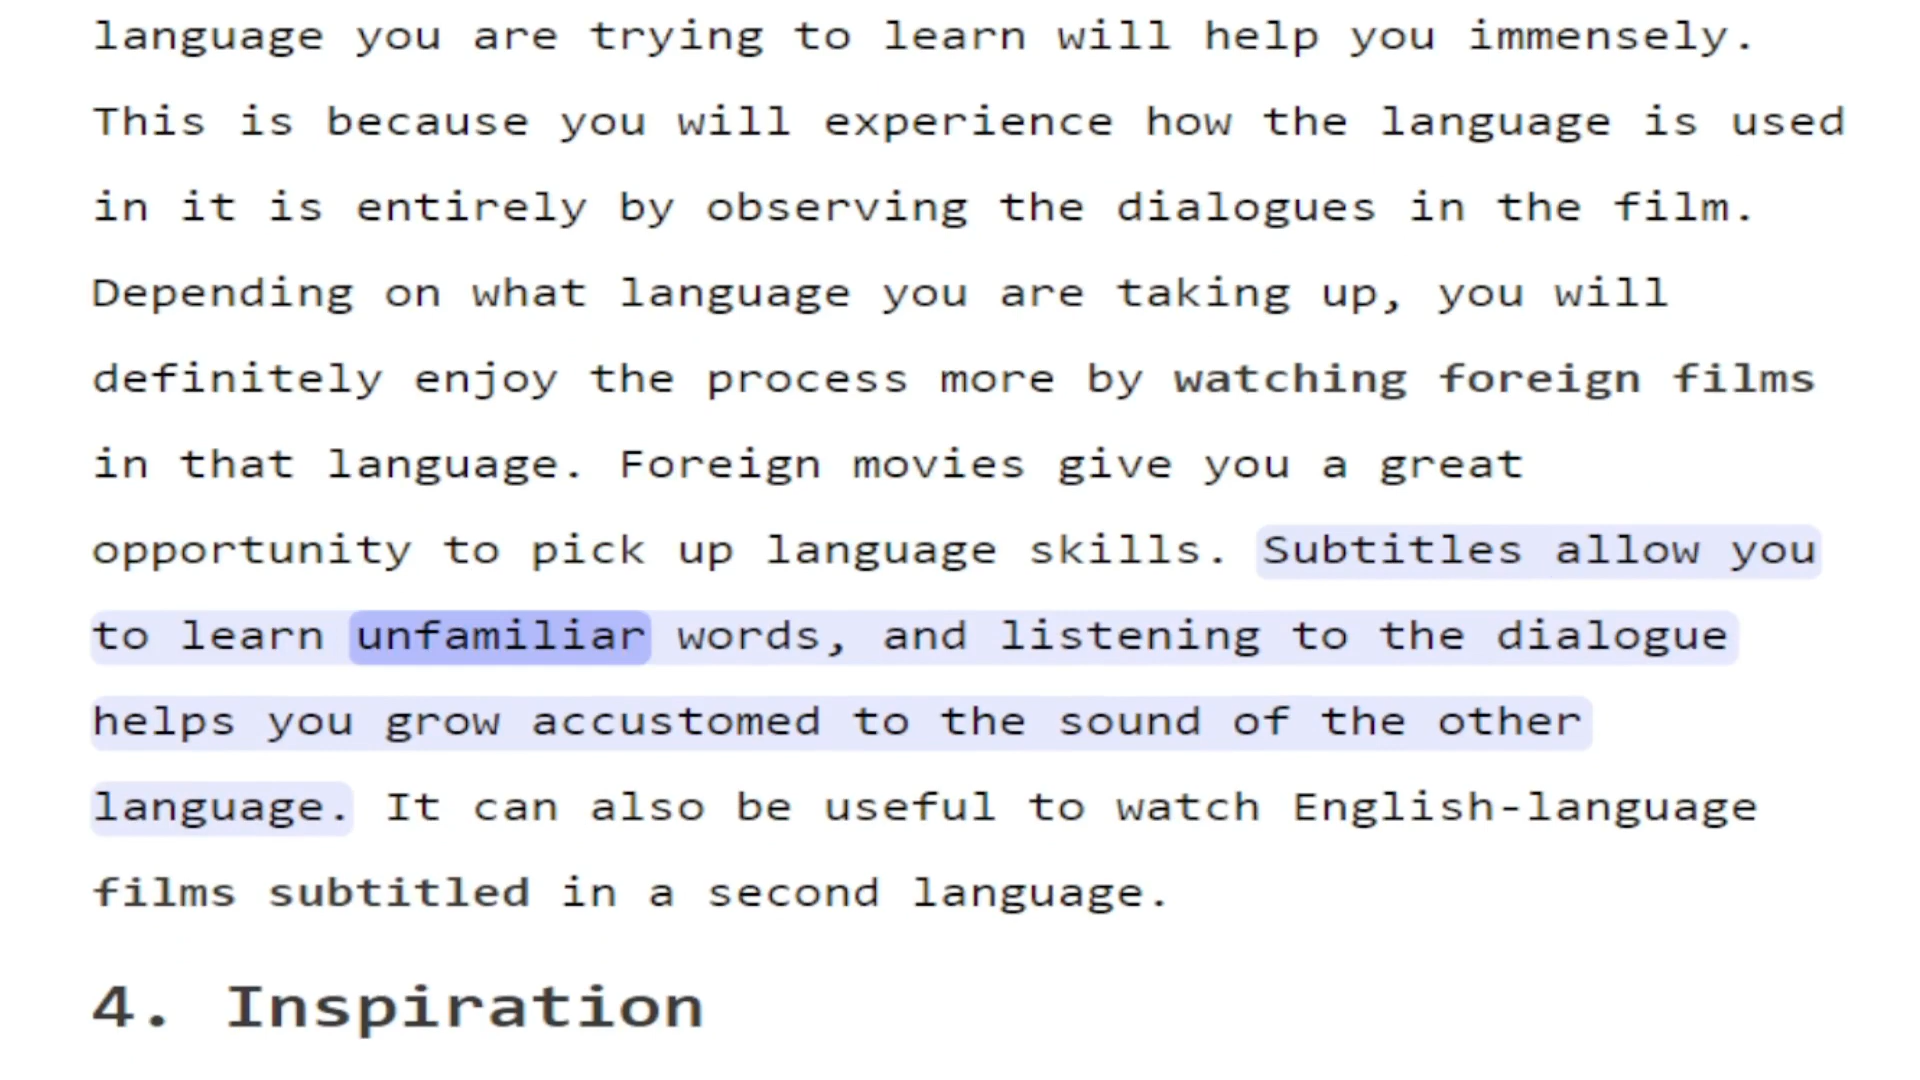 language you are trying to learn will help you immensely.
This is because you will experience how the language is used
in it is entirely by observing the dialogues in the film.
Depending on what language you are taking up, you will
definitely enjoy the process more by watching foreign films
in that language. Foreign movies give you a great
opportunity to pick up language skills. Subtitles allow you
to learn unfamiliar words, and listening to the dialogue
helps you grow accustomed to the sound of the other
language. It can also be useful to watch English-language
films subtitled in a second language.
4. Inspiration